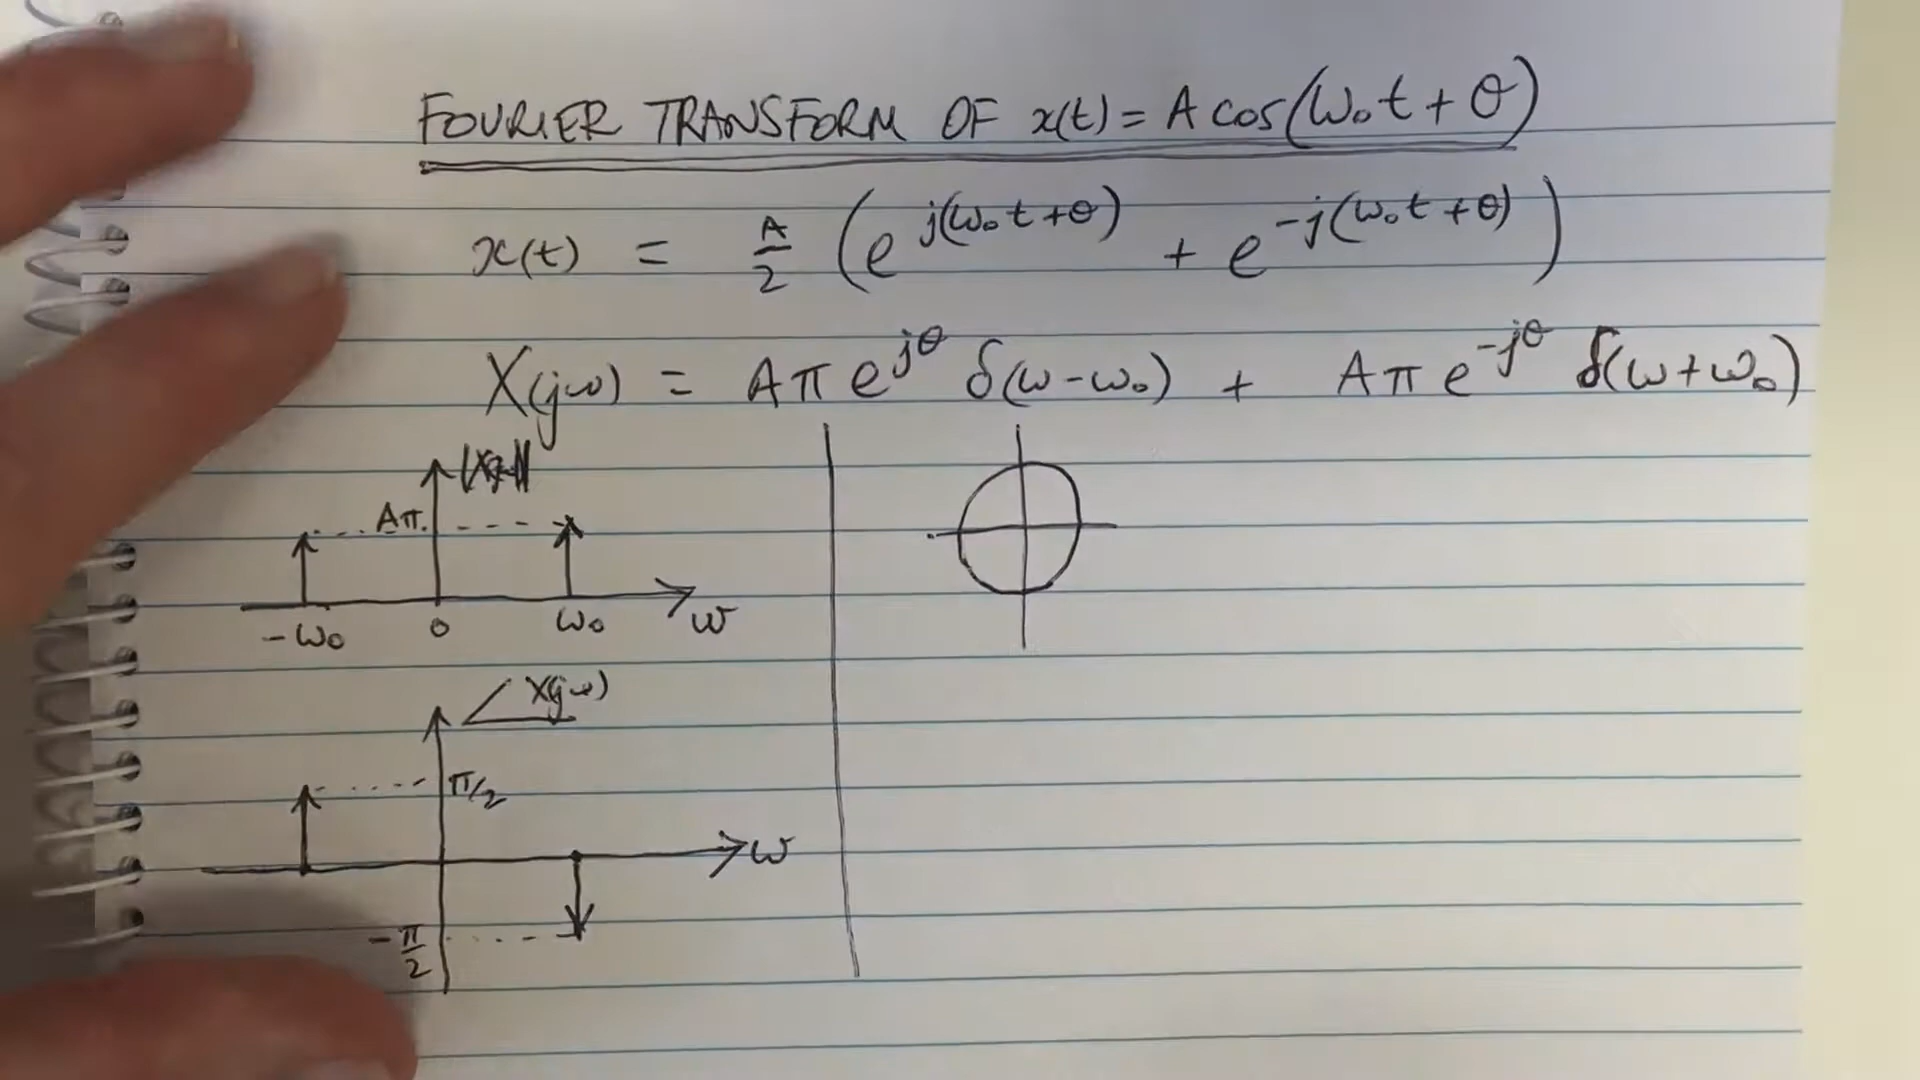 FOURIER TRANSFORM OF x(t) = A cos(ω₀t + θ)
x(t) = A/2 (e^{j(ω₀t+θ)} + e^{-j(ω₀t+θ)})
X(jω) = Aπ e^{jθ} δ(ω-ω₀) + Aπ e^{-jθ} δ(ω+ω₀)
Aπ
-ω₀ 0 ω₀ ω
∠X(jω)
π/2
ω
-π/2